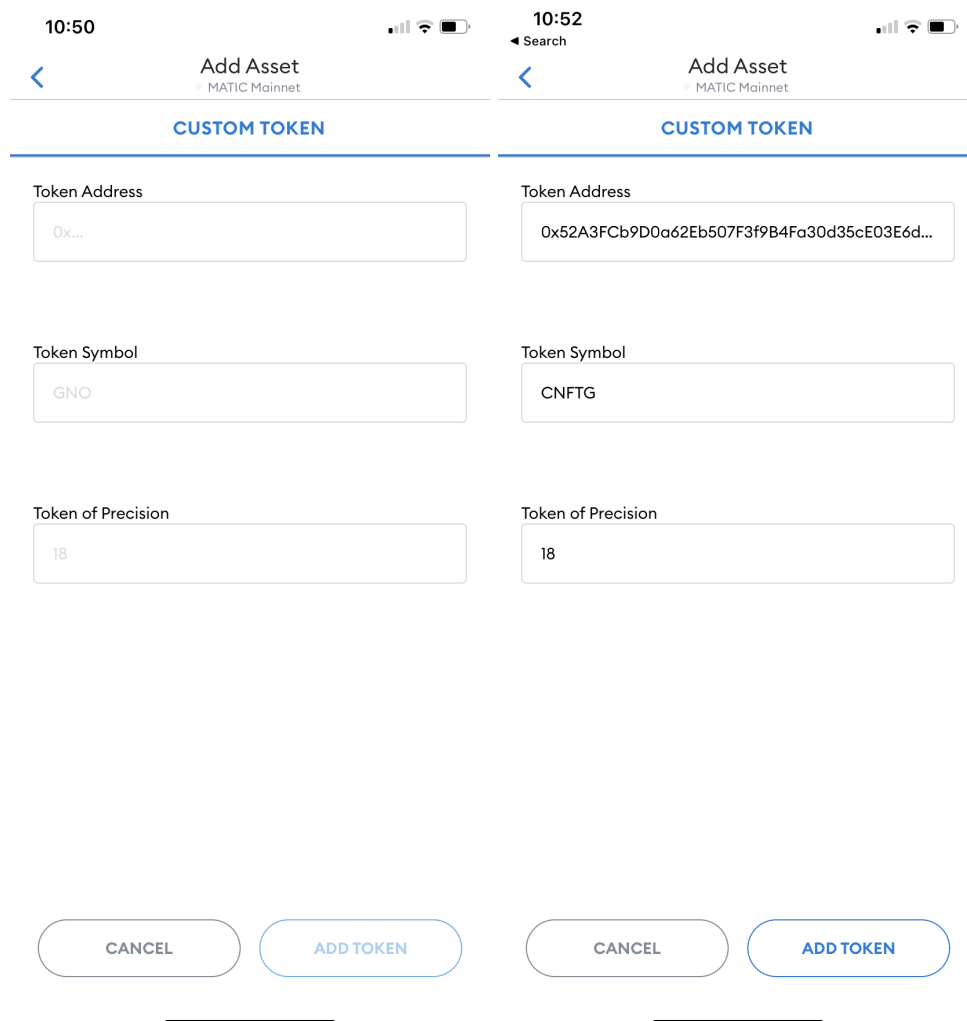 10:50
Add Asset
MATIC Mainnet
CUSTOM TOKEN
Token Address
0x...
Token Symbol
GNO
Token of Precision
18
CANCEL
ADD TOKEN
10:52
◀ Search
Add Asset
MATIC Mainnet
CUSTOM TOKEN
Token Address
0x52A3FCb9D0a62Eb507F3f9B4Fa30d35cE03E6d...
Token Symbol
CNFTG
Token of Precision
18
CANCEL
ADD TOKEN